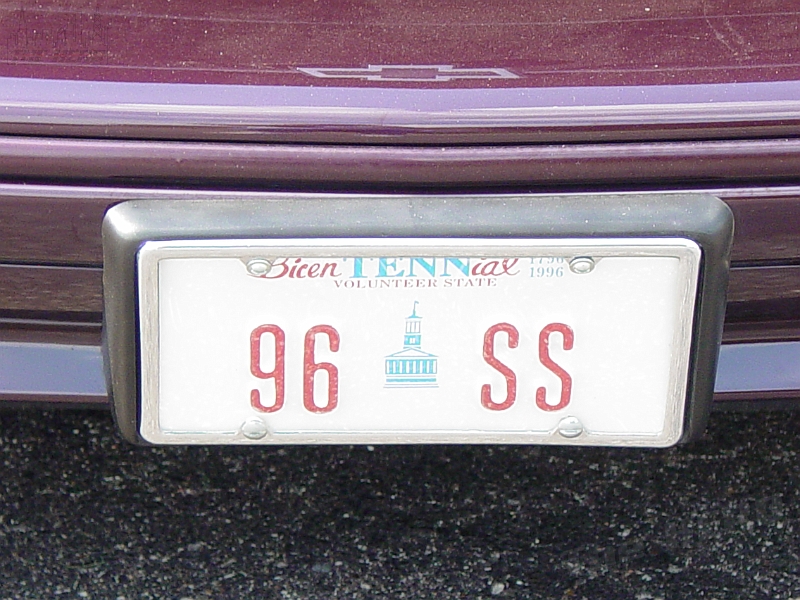 BicenTENNial 1796
1996
VOLUNTEER STATE
96 SS